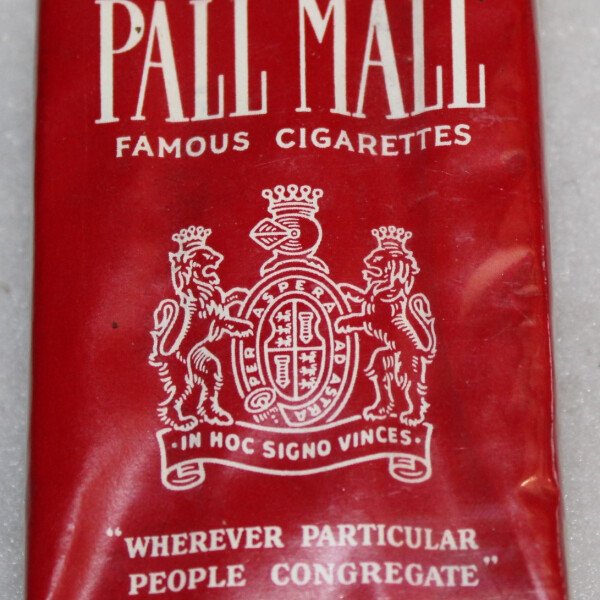 PALL MALL
FAMOUS CIGARETTES
PER ASPERA AD ASTRA
· IN HOC SIGNO VINCES ·
"WHEREVER PARTICULAR
PEOPLE CONGREGATE"